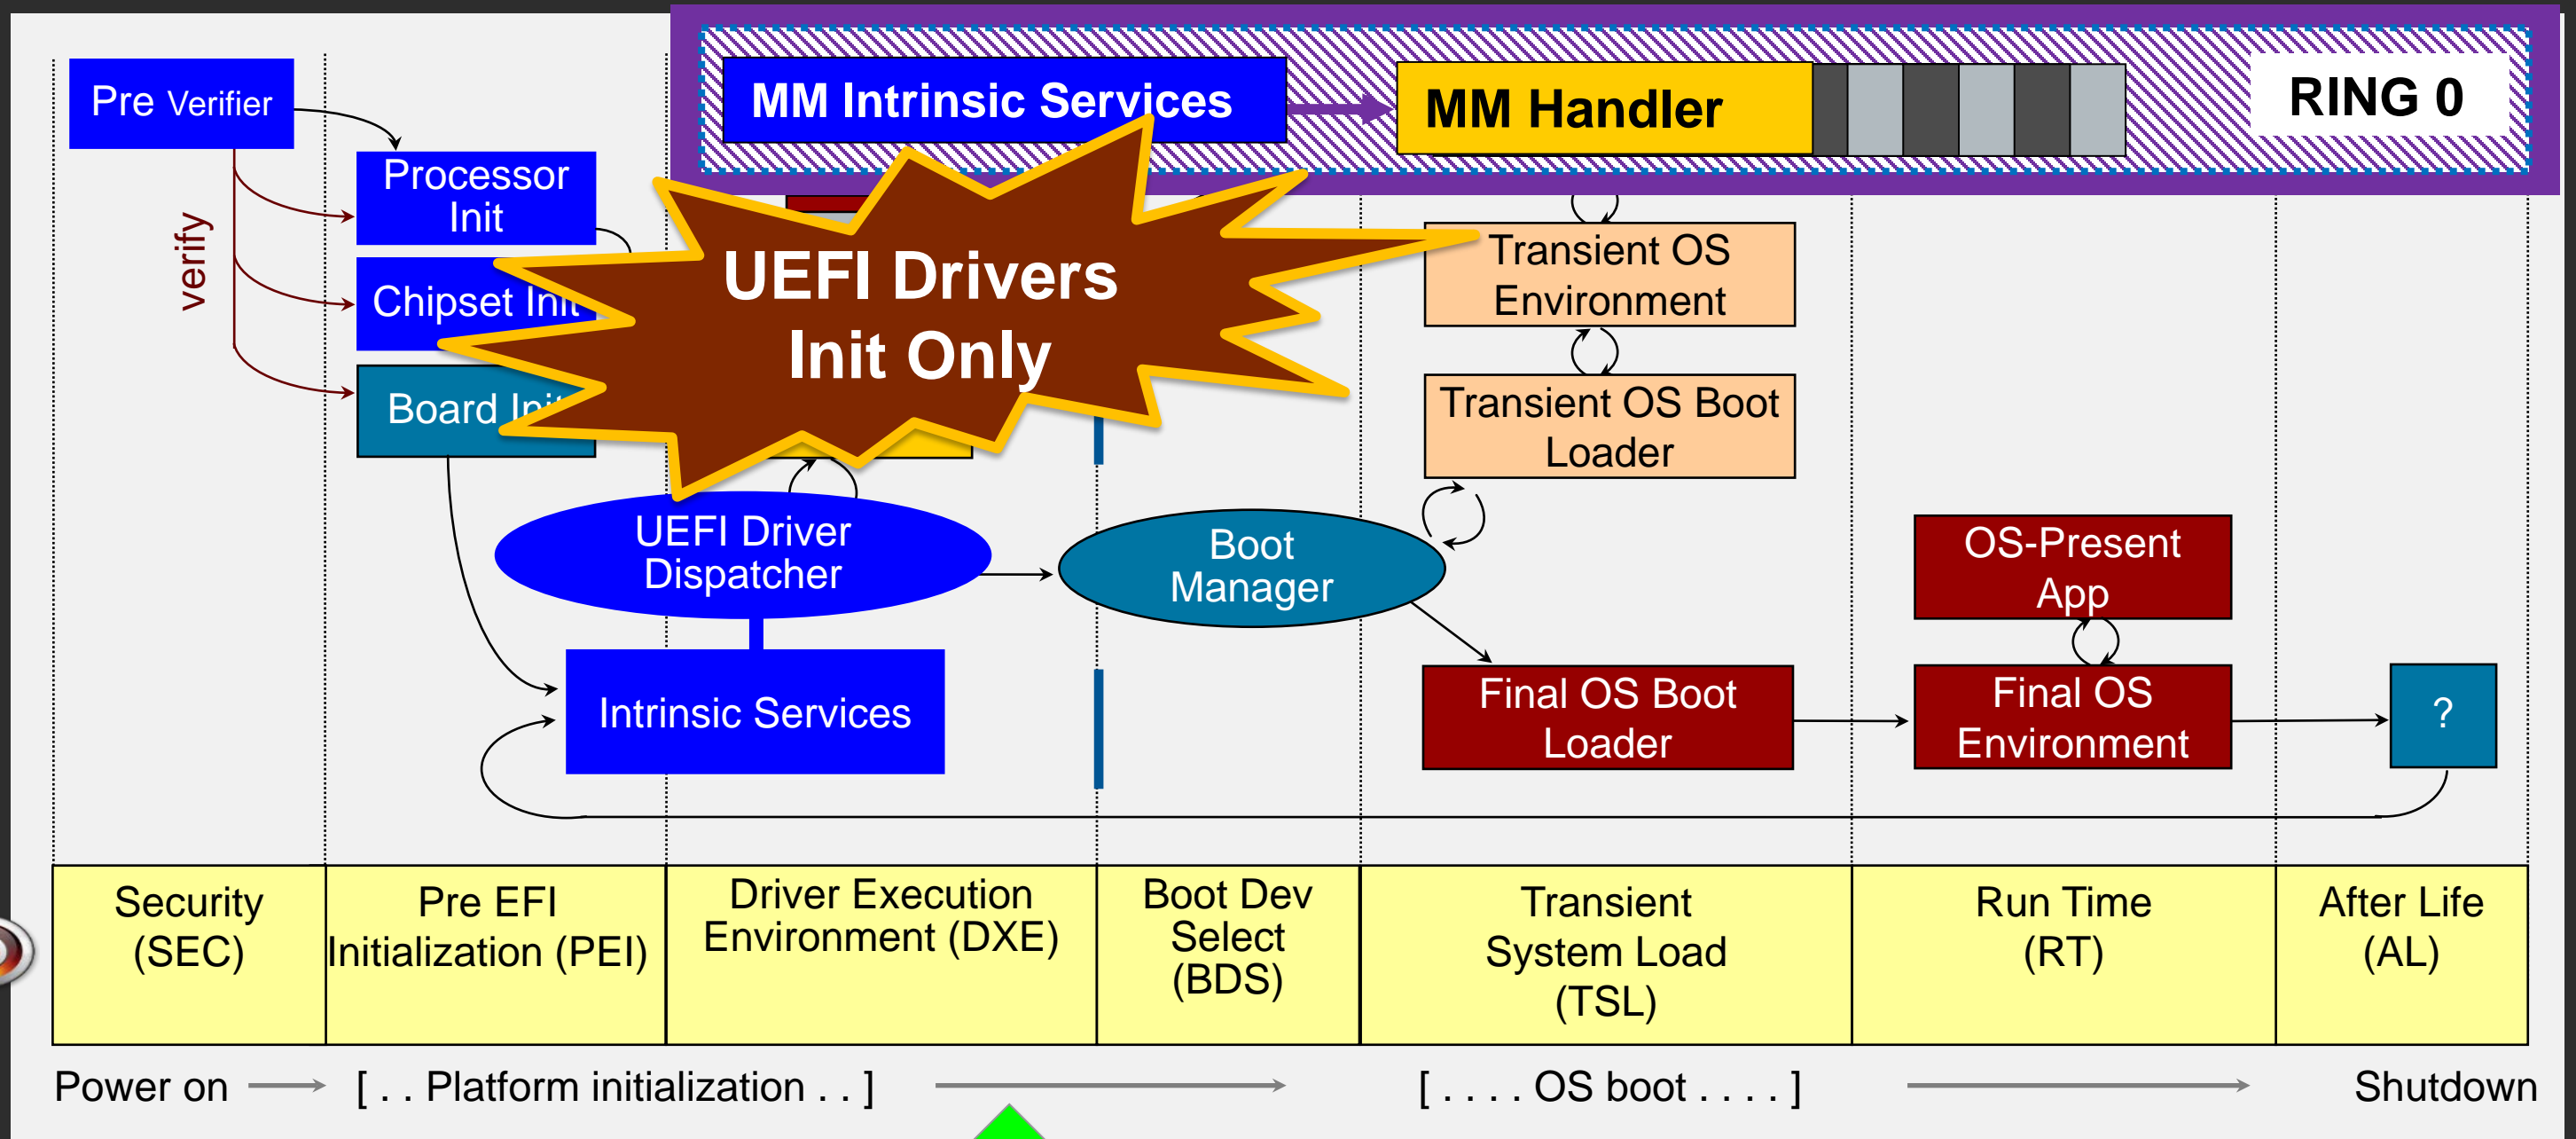 Pre Verifier
verify
Processor
Init
Chipset Init
Board Init
MM Intrinsic Services
MM Handler
RING 0
UEFI Drivers
Init Only
Transient OS
Environment
Transient OS Boot
Loader
UEFI Driver
Dispatcher
Boot
Manager
Intrinsic Services
Final OS Boot
Loader
OS-Present
App
Final OS
Environment
?
Security
(SEC)
Pre EFI
Initialization (PEI)
Driver Execution
Environment (DXE)
Boot Dev
Select
(BDS)
Transient
System Load
(TSL)
Run Time
(RT)
After Life
(AL)
Power on
[ . . Platform initialization . . ]
[ . . . . OS boot . . . . ]
Shutdown